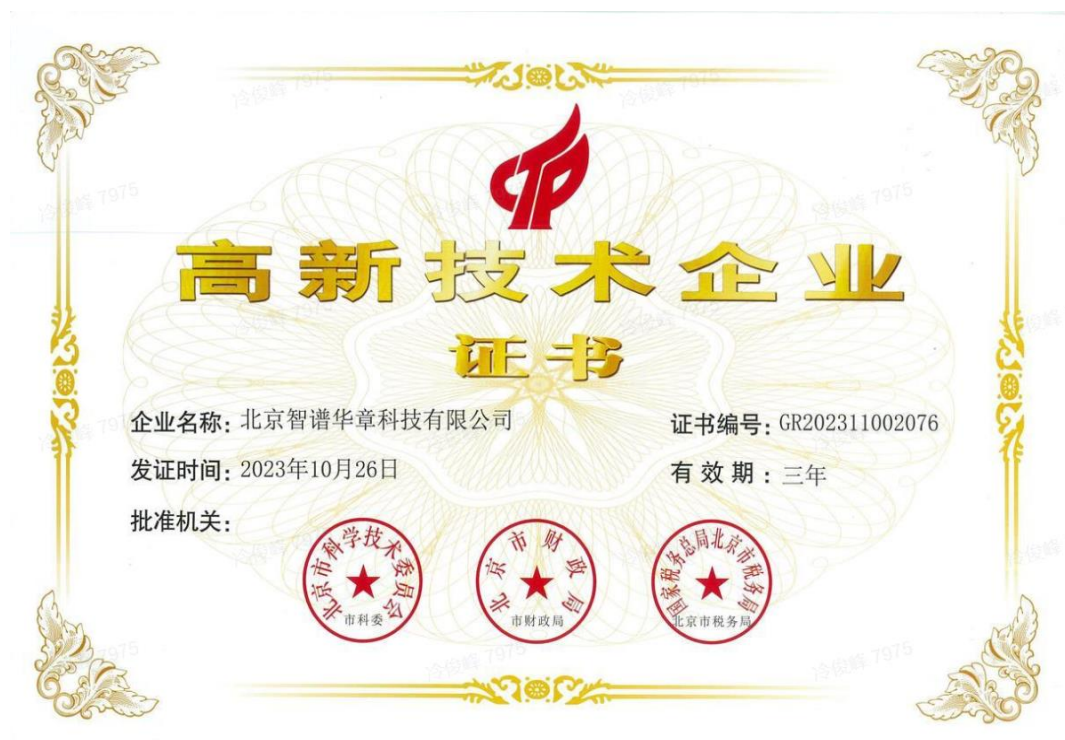 高新技术企业
证书
企业名称：北京智谱华章科技有限公司
证书编号：GR202311002076
发证时间：2023年10月26日
有效期：三年
批准机关：
北京市科学技术委员会
市科委
北京市财政局
市财政局
国家税务总局北京市税务局
北京市税务局
冷俊峰 7975